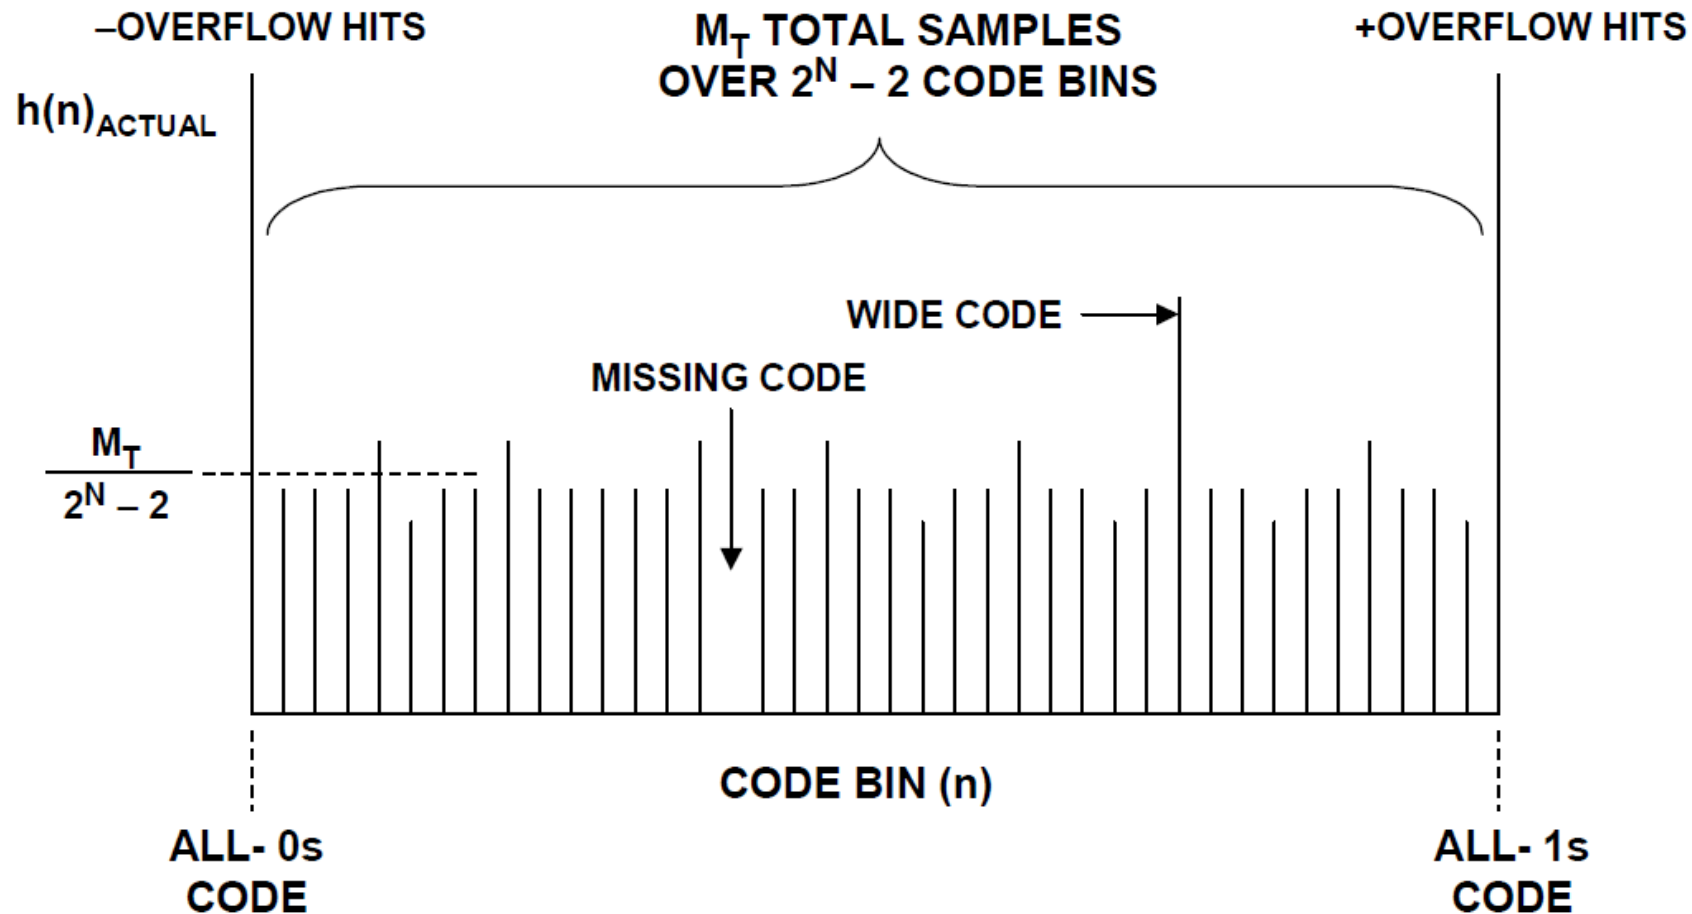 –OVERFLOW HITS
M_T TOTAL SAMPLES
OVER 2^N – 2 CODE BINS
+OVERFLOW HITS
h(n)_ACTUAL
WIDE CODE
MISSING CODE
M_T
2^N – 2
CODE BIN (n)
ALL- 0s
CODE
ALL- 1s
CODE